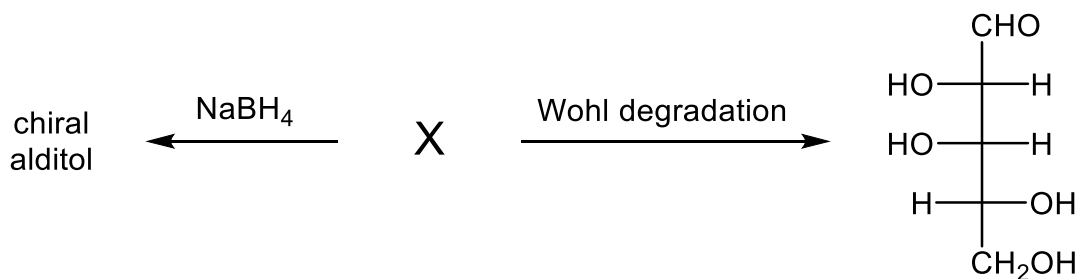 chiral
alditol
NaBH4
X
Wohl degradation
CHO
HO H
HO H
H OH
CH2OH